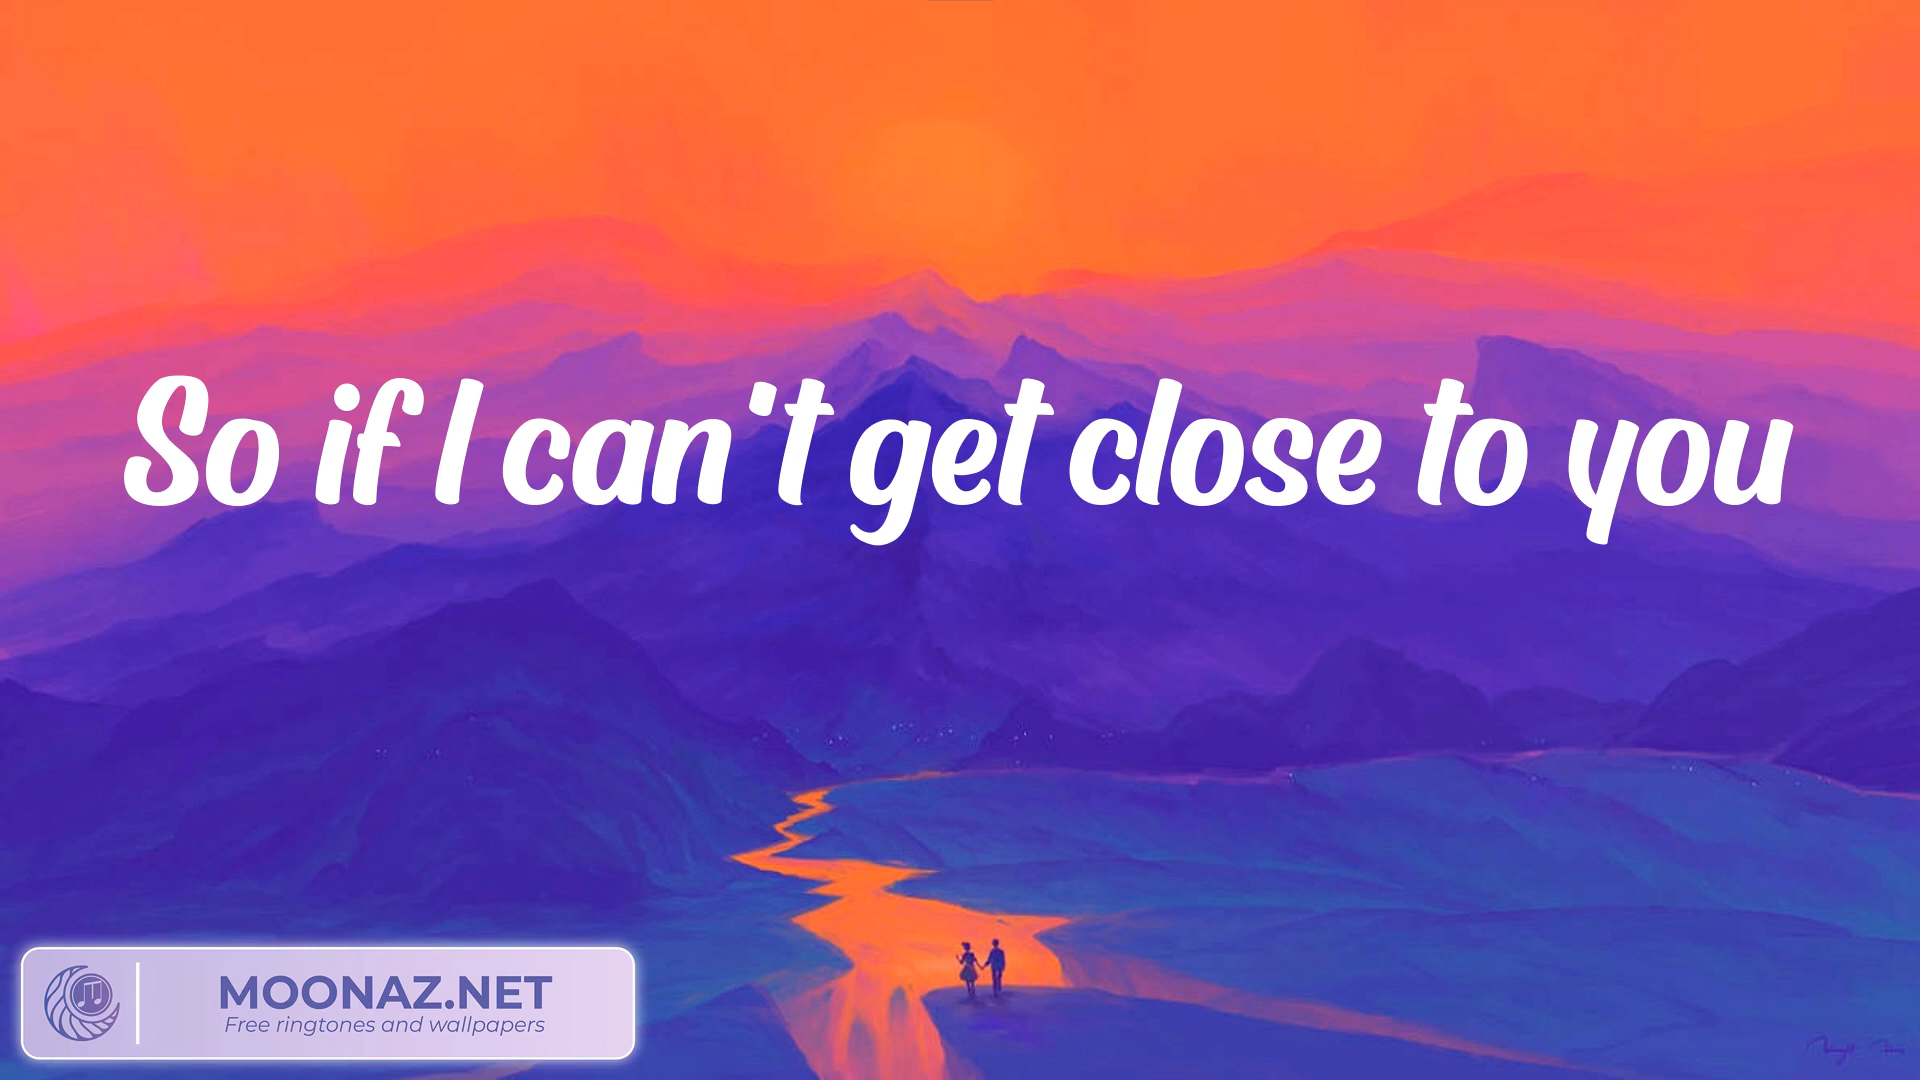 So if I can't get close to you
MOONAZ.NET
Free ringtones and wallpapers